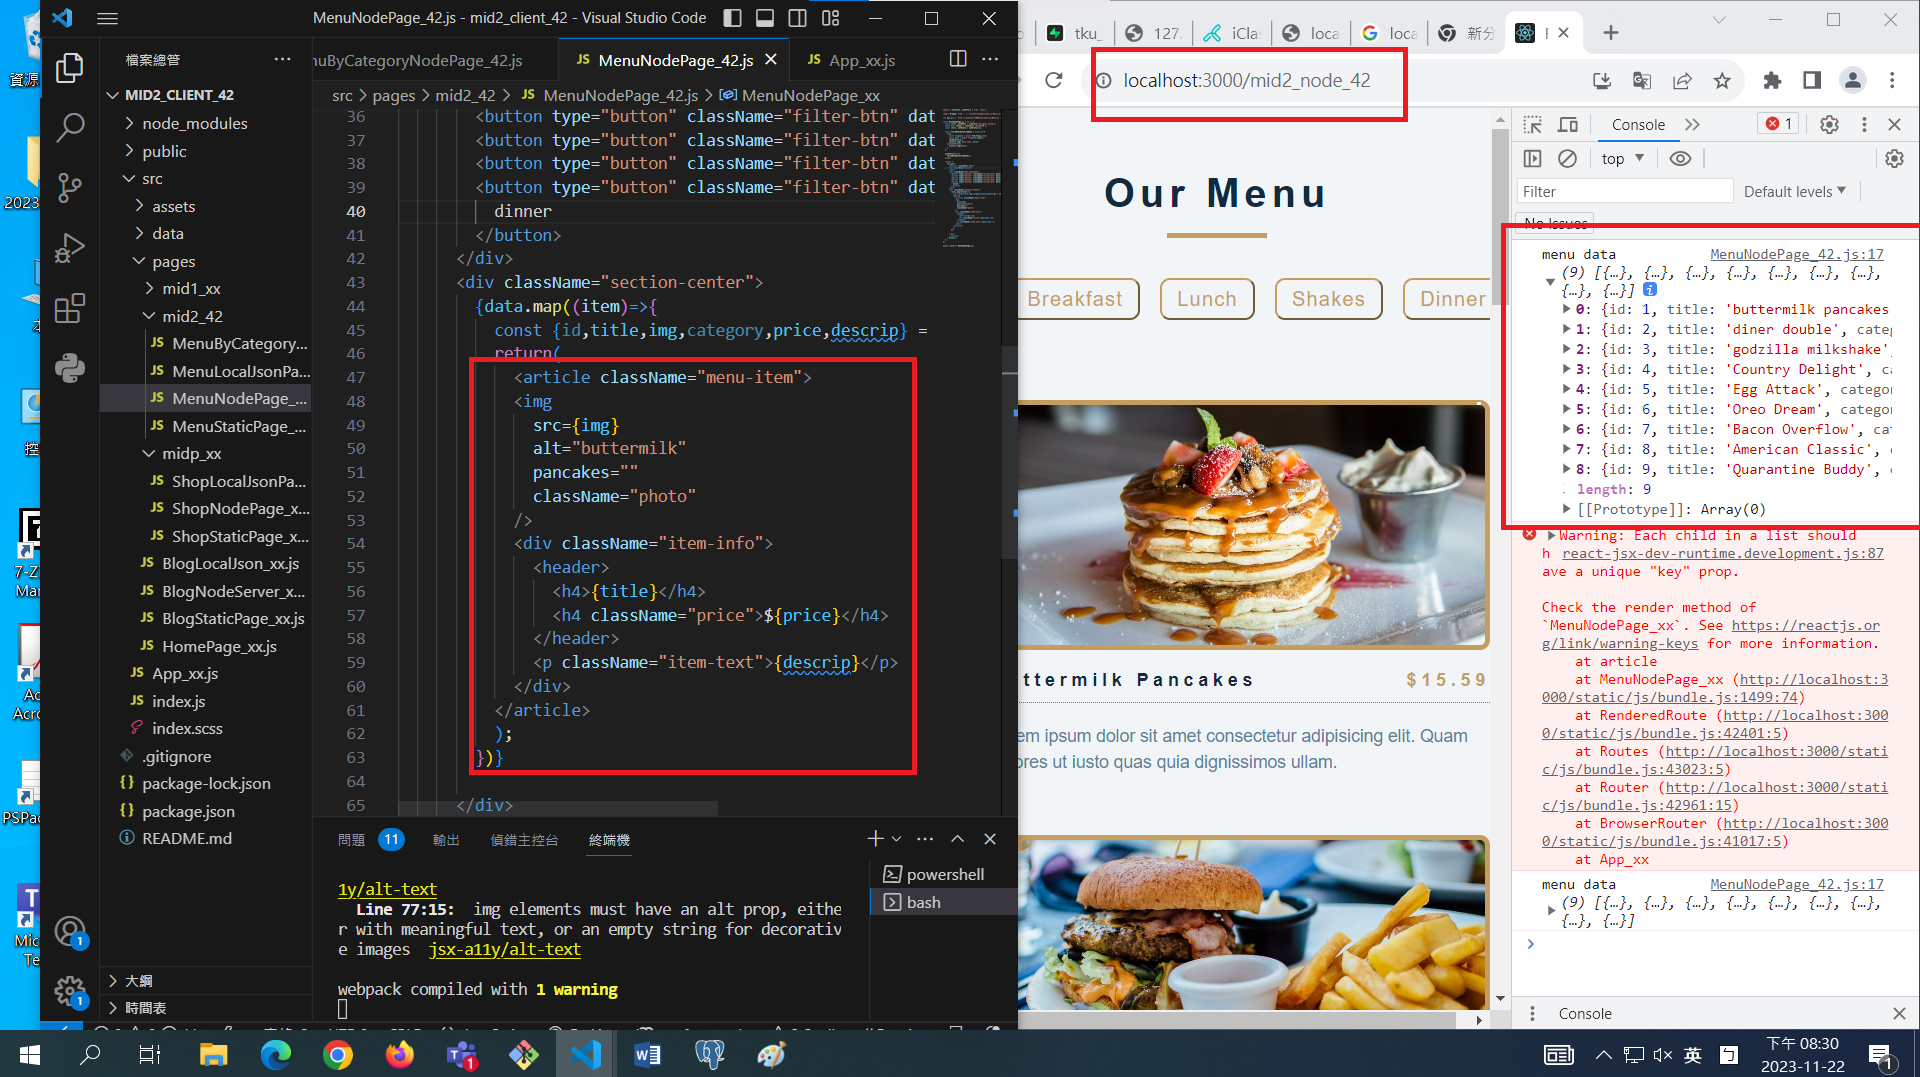 MenuNodePage_42.js - mid2_client_42 - Visual Studio Code
檔案總管
MID2_CLIENT_42
node_modules
public
src
assets
data
pages
mid1_xx
mid2_42
MenuByCategory...
MenuLocalJsonPa...
MenuNodePage_...
MenuStaticPage_...
midp_xx
ShopLocalJsonPa...
ShopNodePage_x...
ShopStaticPage_x...
BlogLocalJson_xx.js
BlogNodeServer_x...
BlogStaticPage_xx.js
HomePage_xx.js
App_xx.js
index.js
index.scss
.gitignore
package-lock.json
package.json
README.md
大綱
時間表
nuByCategoryNodePage_42.js
MenuNodePage_42.js
App_xx.js
src > pages > mid2_42 > JS MenuNodePage_42.js > MenuNodePage_xx
36 <button type="button" className="filter-btn" dat
37 <button type="button" className="filter-btn" dat
38 <button type="button" className="filter-btn" dat
39 <button type="button" className="filter-btn" dat
40 dinner
41 </button>
42 </div>
43 <div className="section-center">
44 {data.map((item)=>{
45 const {id,title,img,category,price,descrip} =
46 return(
47 <article className="menu-item">
48 <img
49 src={img}
50 alt="buttermilk"
51 pancakes=""
52 className="photo"
53 />
54 <div className="item-info">
55 <header>
56 <h4>{title}</h4>
57 <h4 className="price">${price}</h4>
58 </header>
59 <p className="item-text">{descrip}</p>
60 </div>
61 </article>
62 );
63 })}
64
65 </div>
問題 11 輸出 偵錯主控台 終端機
1y/alt-text
Line 77:15:  img elements must have an alt prop, eithe
r with meaningful text, or an empty string for decorativ
e images  jsx-a11y/alt-text
webpack compiled with 1 warning
powershell
bash
tku_
127.
iClas
loca
loca
新分
localhost:3000/mid2_node_42
Our Menu
Breakfast
Lunch
Shakes
Dinner
ttermilk Pancakes
$15.59
em ipsum dolor sit amet consectetur adipisicing elit. Quam
ores ut iusto quas quia dignissimos ullam.
Console
1
top
Filter
Default levels
No Issues
menu data MenuNodePage_42.js:17
(9) [{…}, {…}, {…}, {…}, {…}, {…}, {…},
{…}, {…}]
0: {id: 1, title: 'buttermilk pancakes
1: {id: 2, title: 'diner double', categ
2: {id: 3, title: 'godzilla milkshake'
3: {id: 4, title: 'Country Delight', ca
4: {id: 5, title: 'Egg Attack', categor
5: {id: 6, title: 'Oreo Dream', categor
6: {id: 7, title: 'Bacon Overflow', cat
7: {id: 8, title: 'American Classic', c
8: {id: 9, title: 'Quarantine Buddy', c
length: 9
[[Prototype]]: Array(0)
Warning: Each child in a list should
h react-jsx-dev-runtime.development.js:87
ave a unique "key" prop.
Check the render method of
`MenuNodePage_xx`. See https://reactjs.or
g/link/warning-keys for more information.
at article
at MenuNodePage_xx (http://localhost:3
000/static/js/bundle.js:1499:74)
at RenderedRoute (http://localhost:300
0/static/js/bundle.js:42401:5)
at Routes (http://localhost:3000/stati
c/js/bundle.js:43023:5)
at Router (http://localhost:3000/stati
c/js/bundle.js:42961:15)
at BrowserRouter (http://localhost:300
0/static/js/bundle.js:41017:5)
at App_xx
menu data MenuNodePage_42.js:17
(9) [{…}, {…}, {…}, {…}, {…}, {…}, {…},
{…}, {…}]
Console
英
下午 08:30
2023-11-22